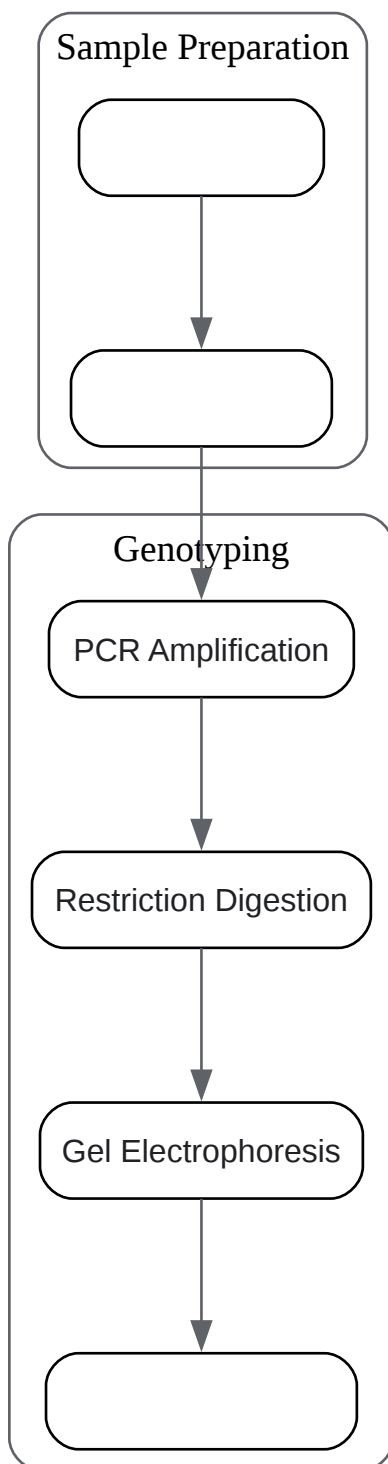 Sample Preparation
Genotyping
PCR Amplification
Restriction Digestion
Gel Electrophoresis